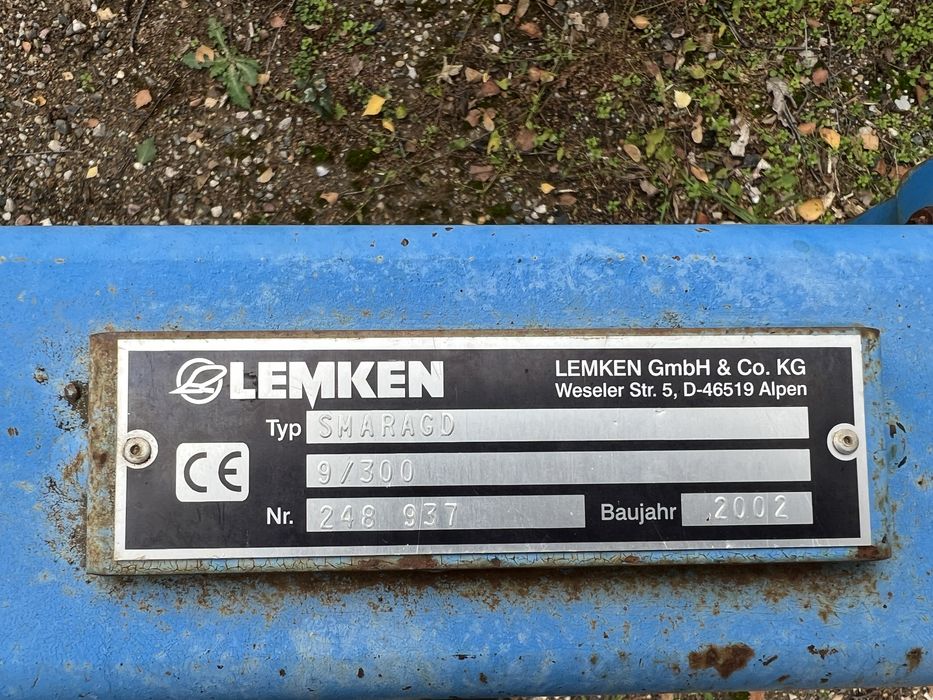 LEMKEN
LEMKEN GmbH & Co. KG
Weseler Str. 5, D-46519 Alpen
Typ SMARAGD
9/300
CE
Nr. 248 937 Baujahr 2002